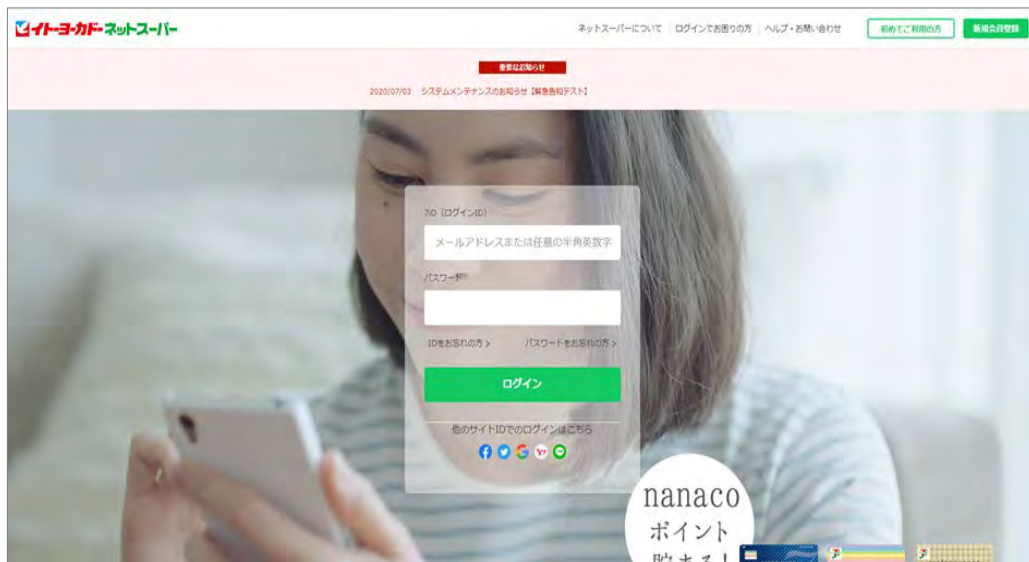 イトーヨーカドー ネットスーパー
ネットスーパーについて ログインでお困りの方 ヘルプ・お問い合わせ 初めてご利用の方 新規会員登録
重要なお知らせ
2020/07/03 システムメンテナンスのお知らせ【緊急告知テスト】
7iD（ログインID）
メールアドレスまたは任意の半角英数字
パスワード
IDをお忘れの方 > パスワードをお忘れの方 >
ログイン
他のサイトIDでのログインはこちら
nanaco
ポイント
貯まる!